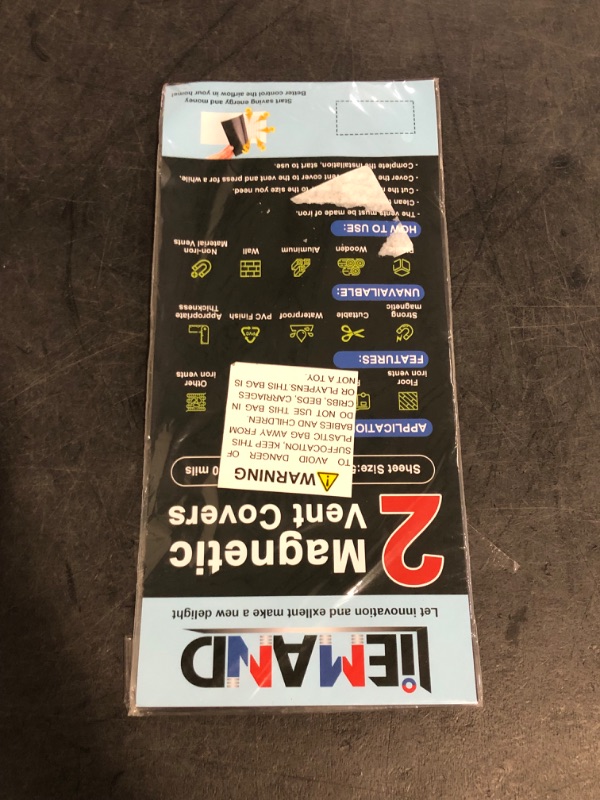 LIEMAND
Let innovation and exllent make a new delight
2 Magnetic
Vent Covers
Sheet Size:5 0 mills
WARNING
TO AVOID DANGER OF
SUFFOCATION, KEEP THIS
PLASTIC BAG AWAY FROM
BABIES AND CHILDREN.
DO NOT USE THIS BAG IN
CRIBS, BEDS, CARRIAGES
OR PLAYPENS. THIS BAG IS
NOT A TOY.
APPLICATIO
Floor
iron vents
Other
iron vents
FEATURES:
Strong
magnetic
Cuttable
Waterproof
PVC Finish
Appropriate
Thickness
UNAVAILABLE:
Wooden
Aluminum
Wall
Non-iron
Material Vents
HOW TO USE:
- The vents must be made of iron.
- Clean
- Cut the to the size you need.
- Cover the vent cover to the vent and press for a while.
- Complete the installation, start to use.
Start saving energy and money
Better control the airflow in your home!